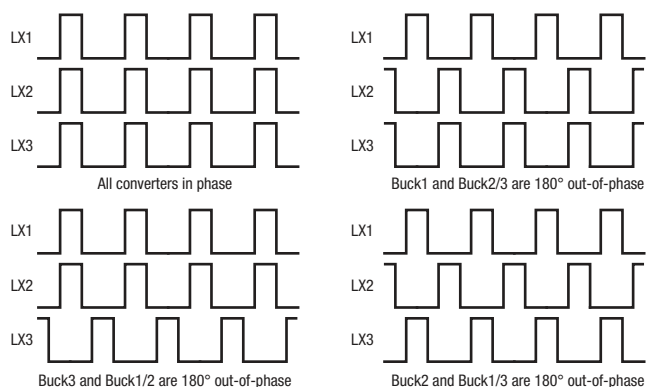 LX1
LX2
LX3
All converters in phase
LX1
LX2
LX3
Buck1 and Buck2/3 are 180° out-of-phase
LX1
LX2
LX3
Buck3 and Buck1/2 are 180° out-of-phase
LX1
LX2
LX3
Buck2 and Buck1/3 are 180° out-of-phase